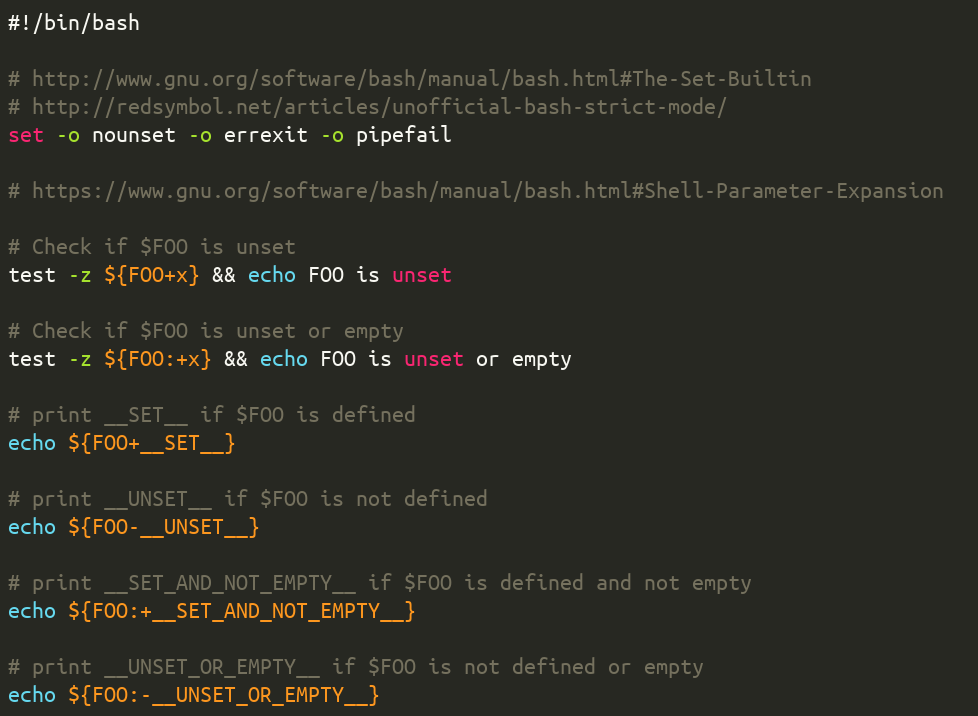 #!/bin/bash
# http://www.gnu.org/software/bash/manual/bash.html#The-Set-Builtin
# http://redsymbol.net/articles/unofficial-bash-strict-mode/
set -o nounset -o errexit -o pipefail
# https://www.gnu.org/software/bash/manual/bash.html#Shell-Parameter-Expansion
# Check if $FOO is unset
test -z ${FOO+x} && echo FOO is unset
# Check if $FOO is unset or empty
test -z ${FOO:+x} && echo FOO is unset or empty
# print __SET__ if $FOO is defined
echo ${FOO+__SET__}
# print __UNSET__ if $FOO is not defined
echo ${FOO-__UNSET__}
# print __SET_AND_NOT_EMPTY__ if $FOO is defined and not empty
echo ${FOO:+__SET_AND_NOT_EMPTY__}
# print __UNSET_OR_EMPTY__ if $FOO is not defined or empty
echo ${FOO:-__UNSET_OR_EMPTY__}